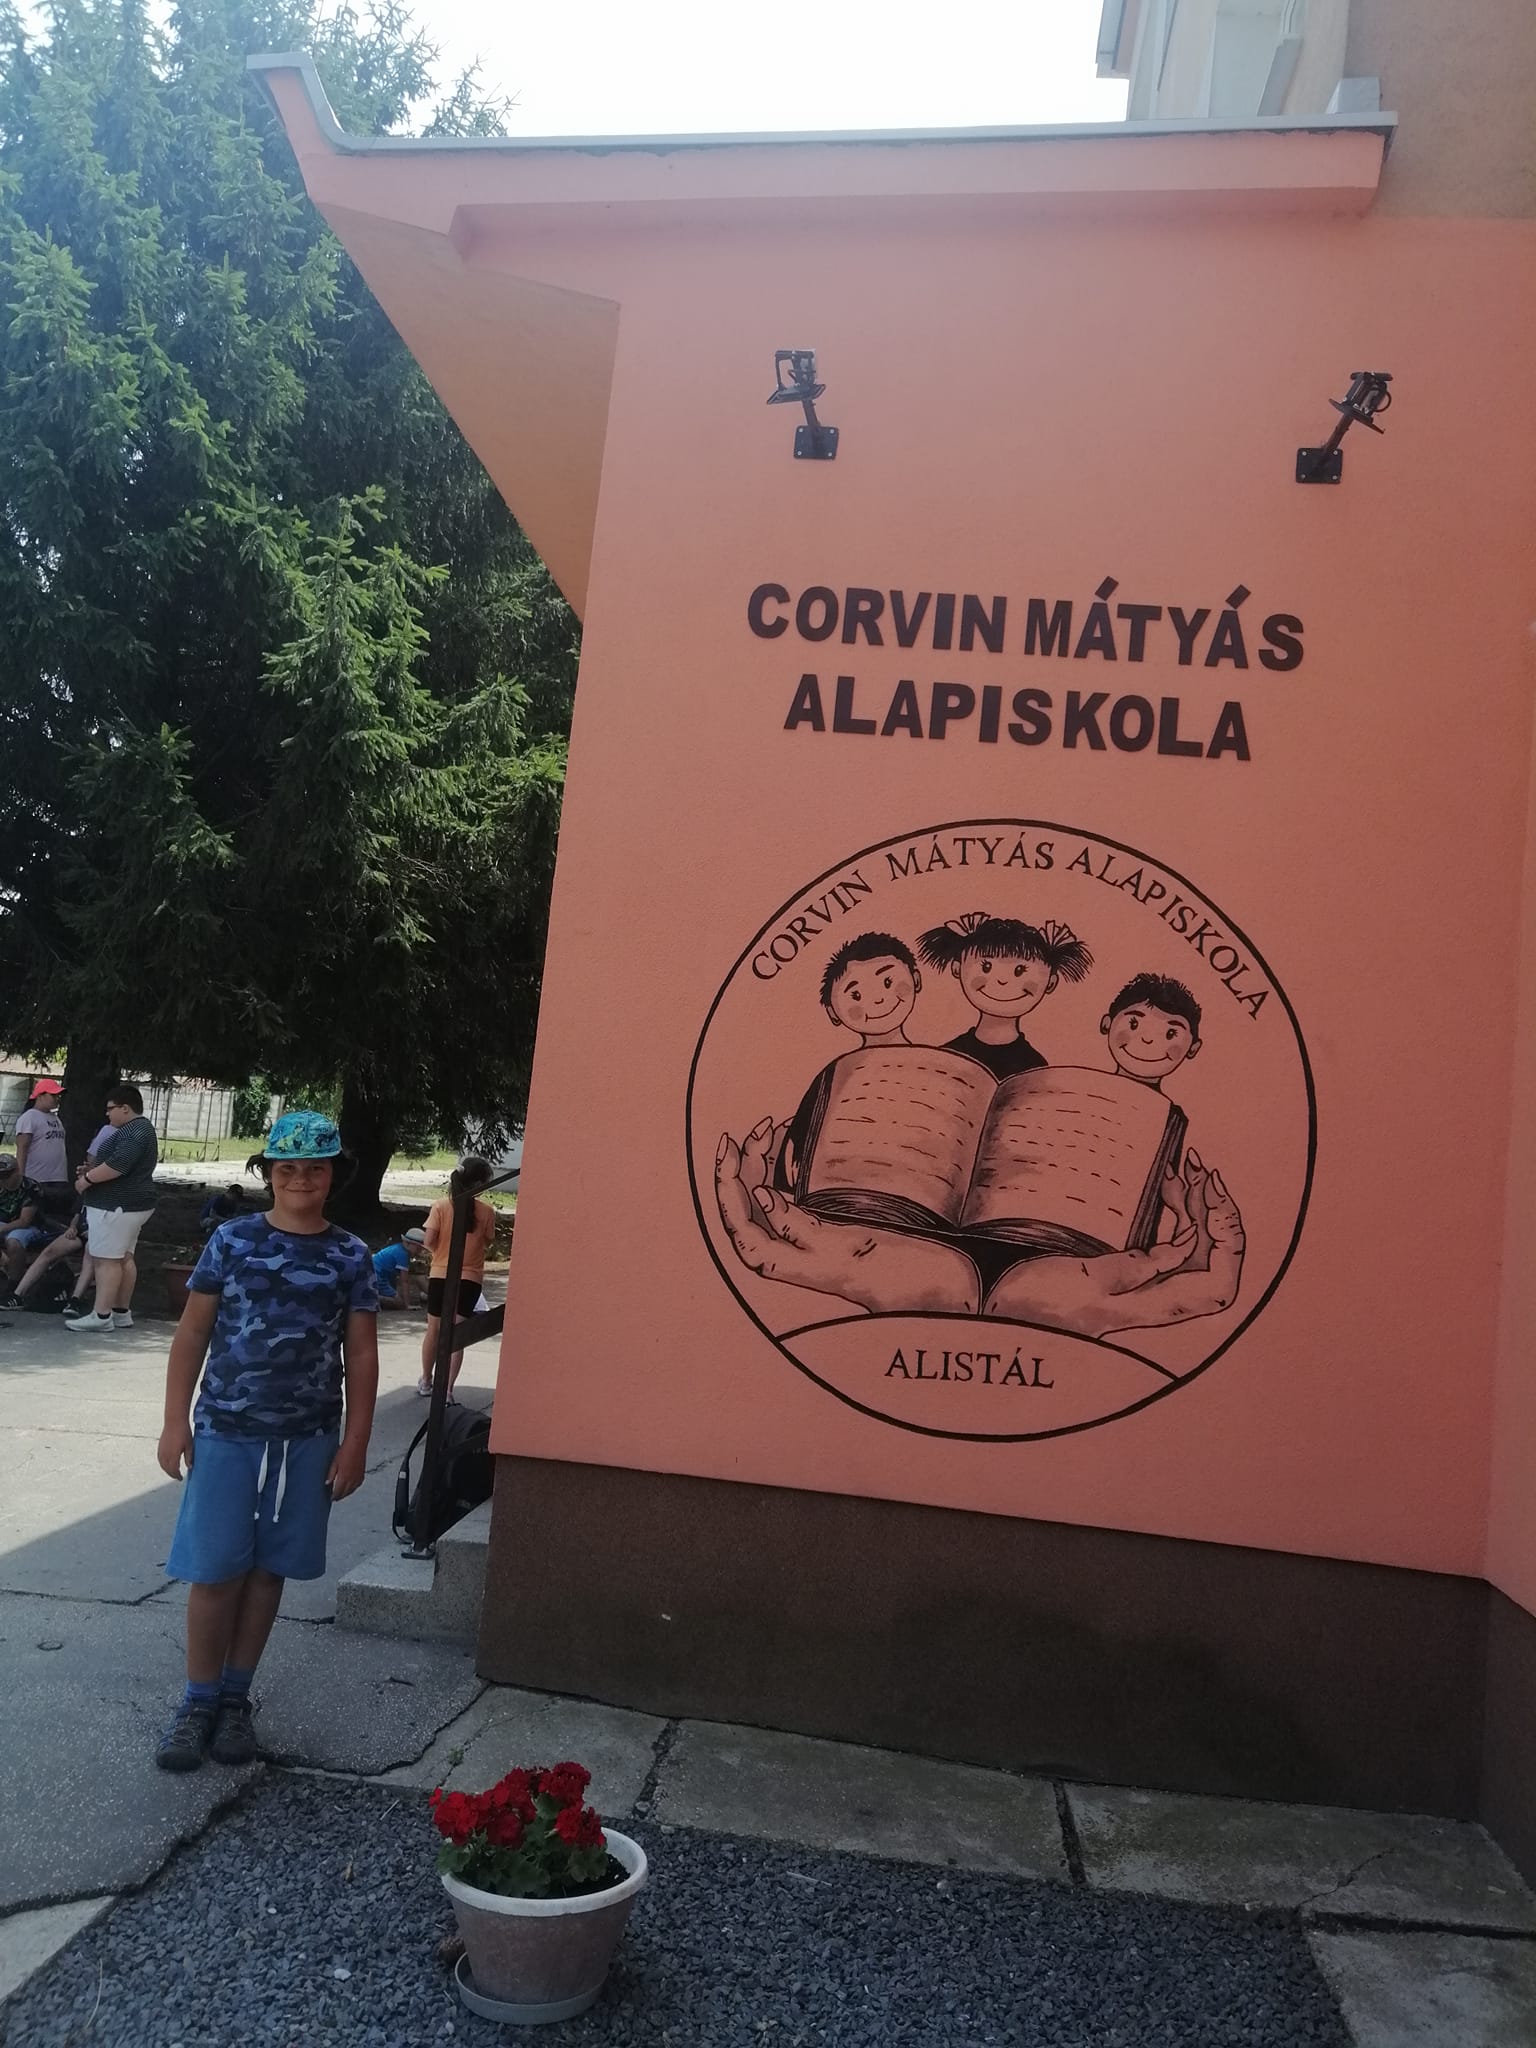 CORVIN MÁTYÁS
ALAPISKOLA
CORVIN MÁTYÁS ALAPISKOLA
ALISTÁL